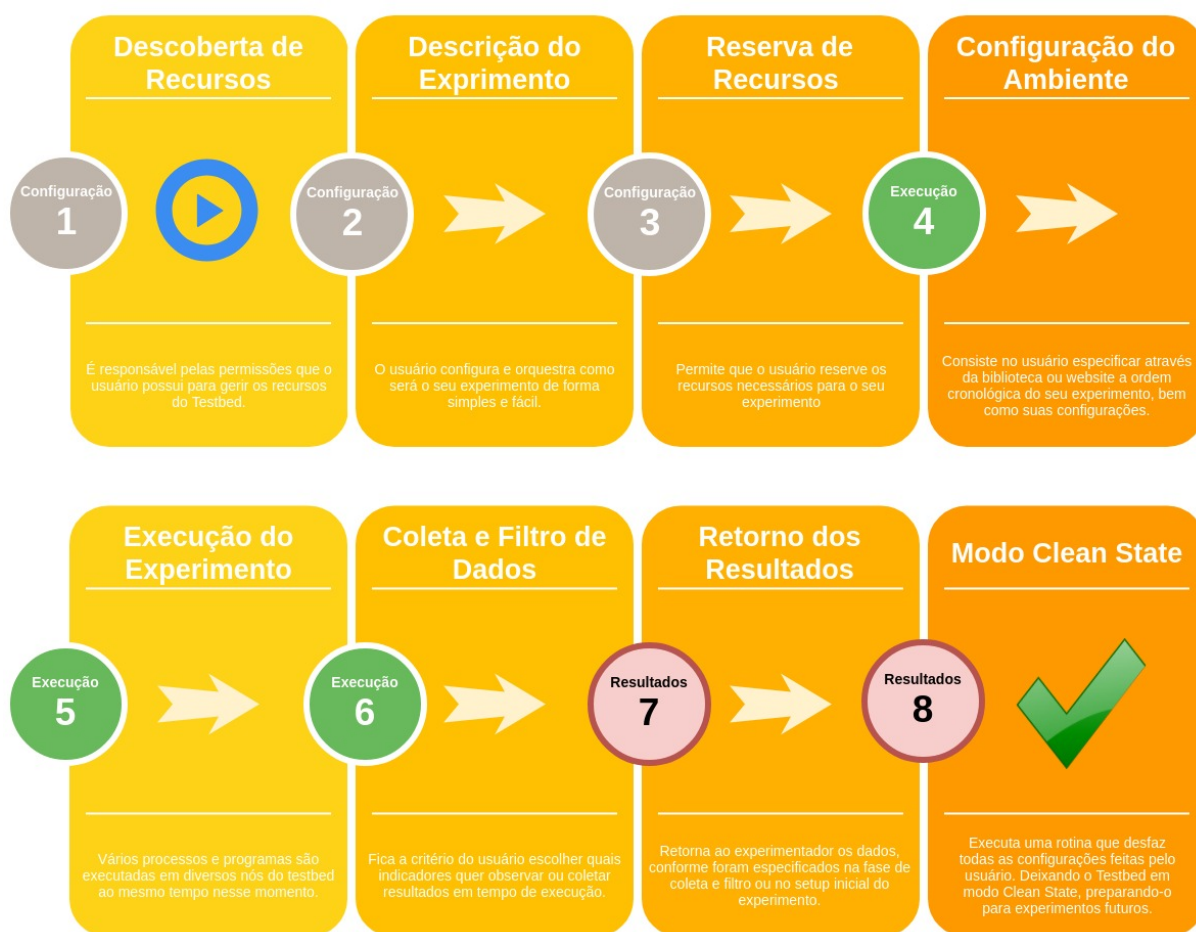 Descoberta de
Recursos
Configuração
1
É responsável pelas permissões que o
usuário possui para gerir os recursos
do Testbed.
Descrição do
Exprimento
Configuração
2
O usuário configura e orquestra como
será o seu experimento de forma
simples e fácil.
Reserva de
Recursos
Configuração
3
Permite que o usuário reserve os
recursos necessários para o seu
experimento
Configuração do
Ambiente
Execução
4
Consiste no usuário especificar através
da biblioteca ou website a ordem
cronológica do seu experimento, bem
como suas configurações.
Execução do
Experimento
Execução
5
Vários processos e programas são
executadas em diversos nós do testbed
ao mesmo tempo nesse momento.
Coleta e Filtro de
Dados
Execução
6
Fica a critério do usuário escolher quais
indicadores quer observar ou coletar
resultados em tempo de execução.
Retorno dos
Resultados
Resultados
7
Retorna ao experimentador os dados,
conforme foram especificados na fase de
coleta e filtro ou no setup inicial do
experimento.
Modo Clean State
Resultados
8
Executa uma rotina que desfaz
todas as configurações feitas pelo
usuário. Deixando o Testbed em
modo Clean State, preparando-o
para experimentos futuros.